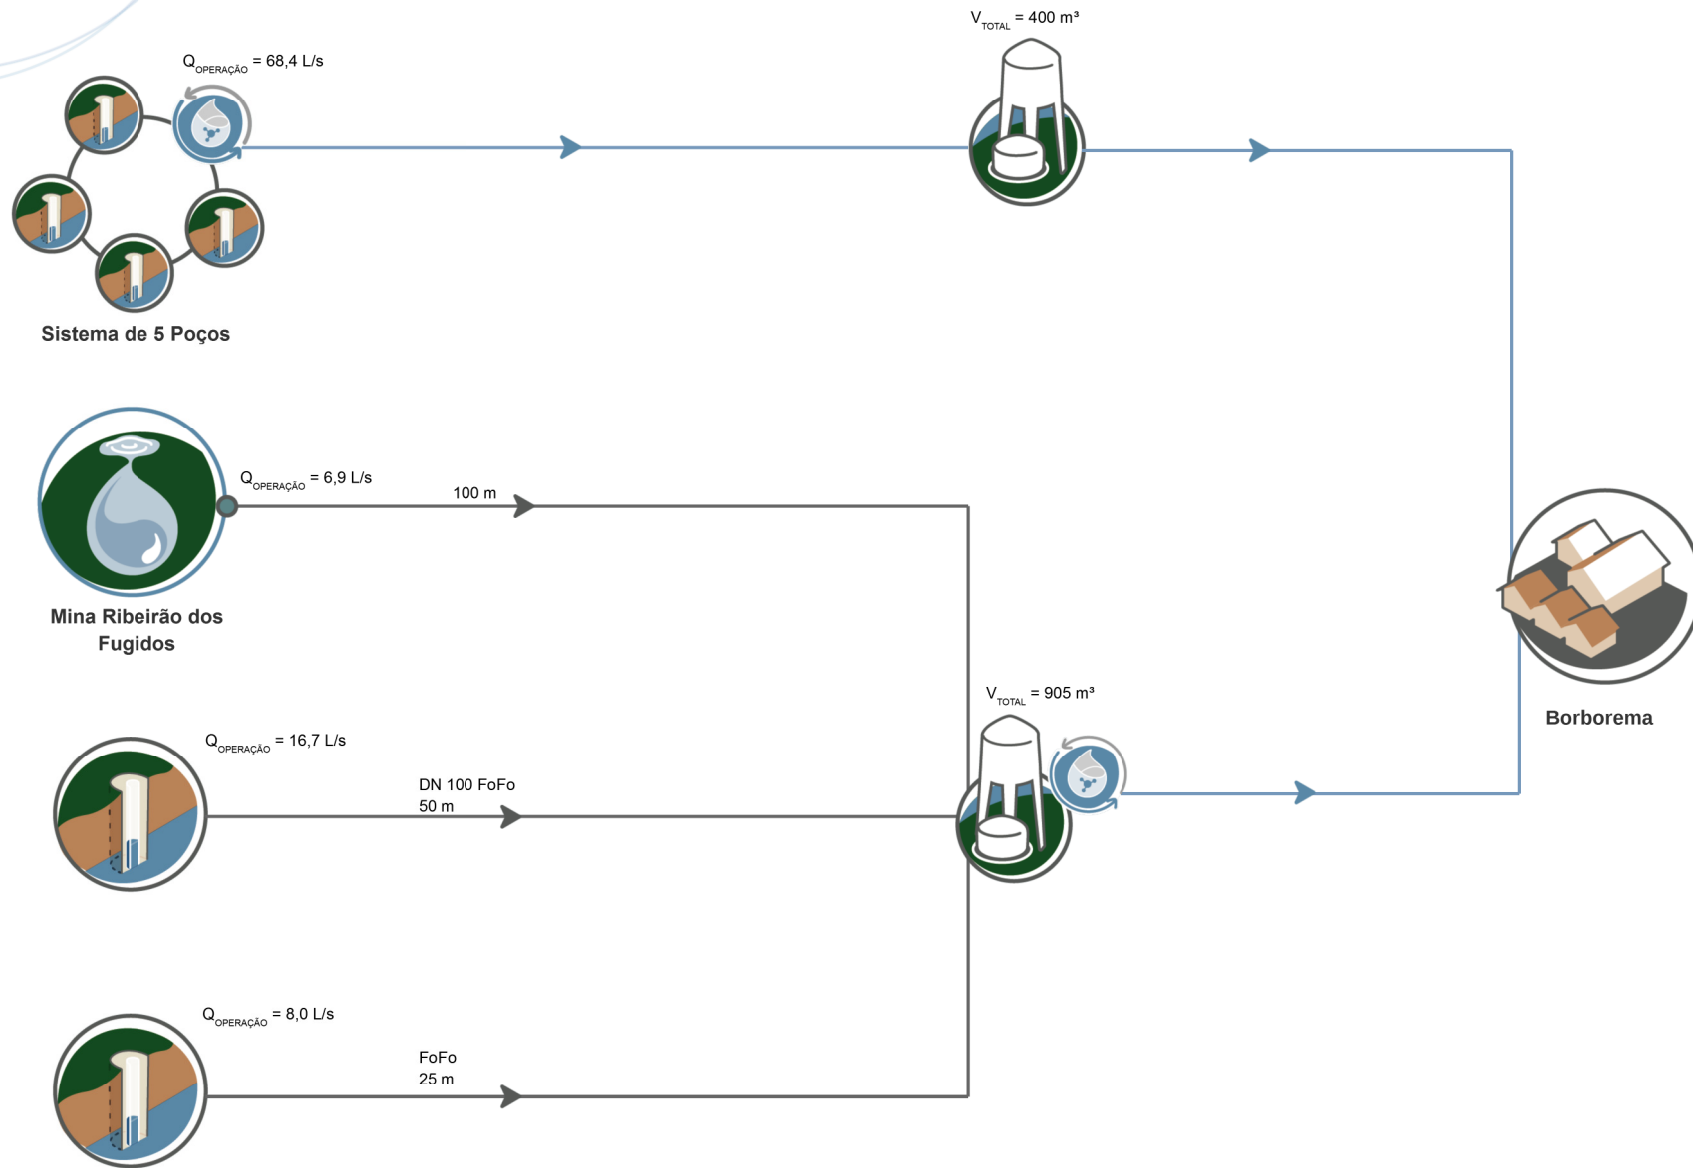 V_TOTAL = 400 m³
Q_OPERAÇÃO = 68,4 L/s
Sistema de 5 Poços
Q_OPERAÇÃO = 6,9 L/s
100 m
Mina Ribeirão dos
Fugidos
V_TOTAL = 905 m³
Borborema
Q_OPERAÇÃO = 16,7 L/s
DN 100 FoFo
50 m
Q_OPERAÇÃO = 8,0 L/s
FoFo
25 m